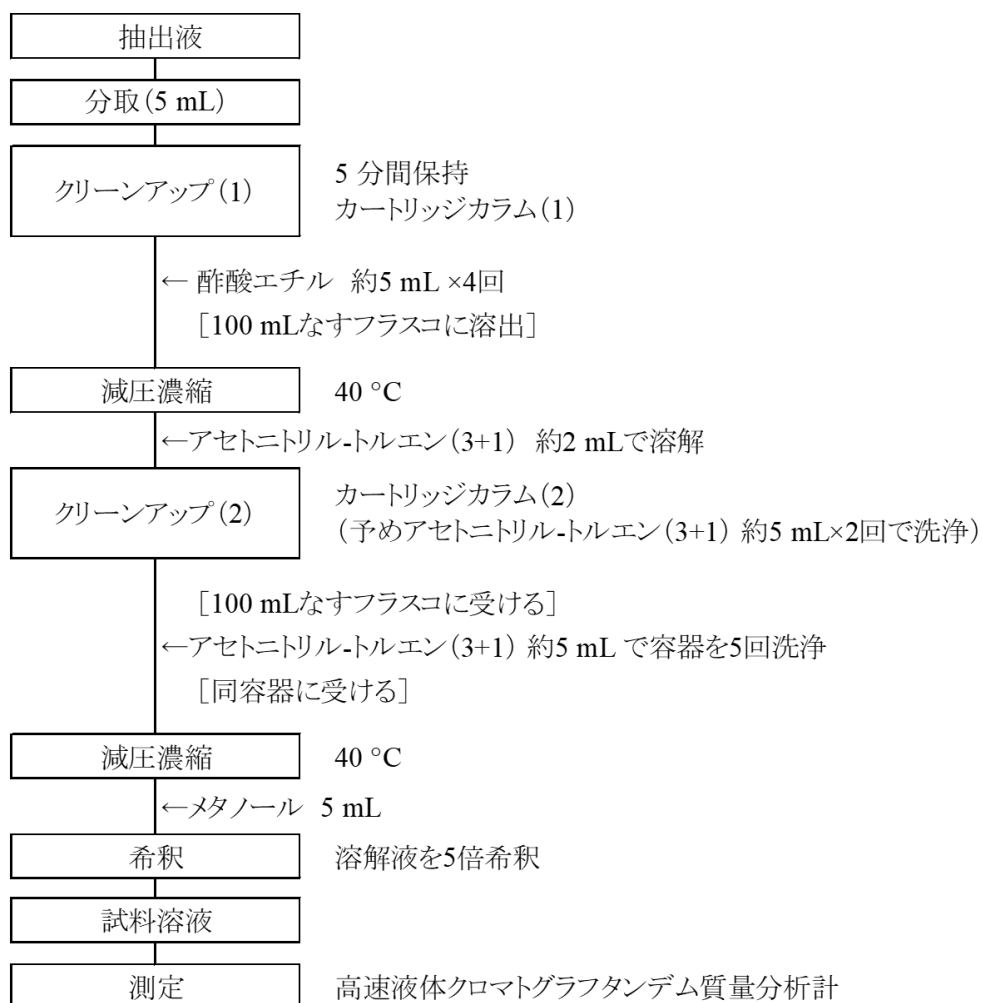 抽出液
分取(5 mL)
クリーンアップ(1) 5 分間保持
カートリッジカラム(1)
← 酢酸エチル 約5 mL ×4回
[100 mLなすフラスコに溶出]
減圧濃縮 40 °C
←アセトニトリル-トルエン(3+1) 約2 mLで溶解
クリーンアップ(2) カートリッジカラム(2)
(予めアセトニトリル-トルエン(3+1) 約5 mL×2回で洗浄)
[100 mLなすフラスコに受ける]
←アセトニトリル-トルエン(3+1) 約5 mL で容器を5回洗浄
[同容器に受ける]
減圧濃縮 40 °C
←メタノール 5 mL
希釈 溶解液を5倍希釈
試料溶液
測定 高速液体クロマトグラフタンデム質量分析計